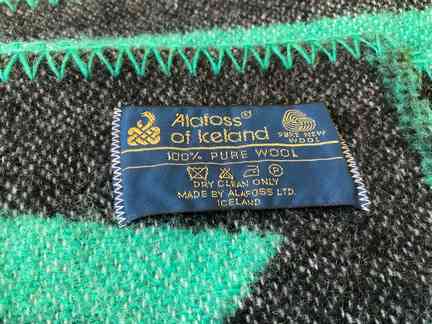 Alafoss®
of Iceland
PURE NEW
WOOL
100% PURE WOOL
P
DRY CLEAN ONLY
MADE BY ALAFOSS LTD.
ICELAND